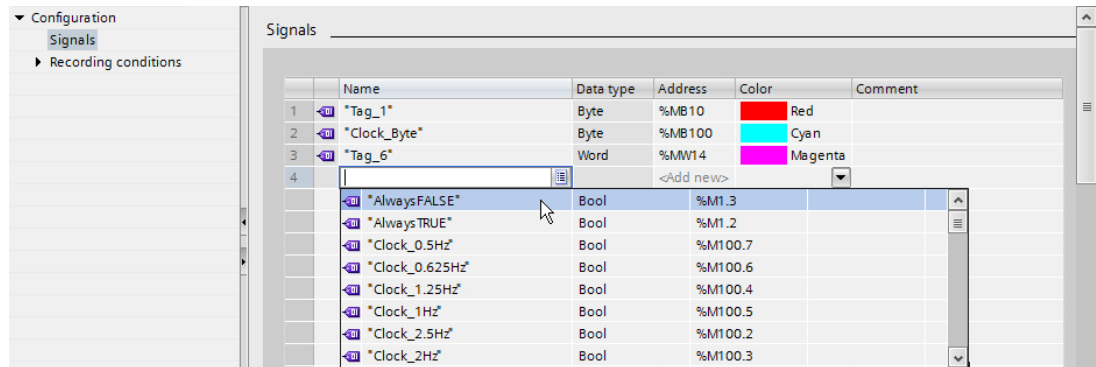 Configuration
Signals
Recording conditions
Signals
Name Data type Address Color Comment
1 "Tag_1" Byte %MB10 Red
2 "Clock_Byte" Byte %MB100 Cyan
3 "Tag_6" Word %MW14 Magenta
4 <Add new>
"AlwaysFALSE" Bool %M1.3
"AlwaysTRUE" Bool %M1.2
"Clock_0.5Hz" Bool %M100.7
"Clock_0.625Hz" Bool %M100.6
"Clock_1.25Hz" Bool %M100.4
"Clock_1Hz" Bool %M100.5
"Clock_2.5Hz" Bool %M100.2
"Clock_2Hz" Bool %M100.3